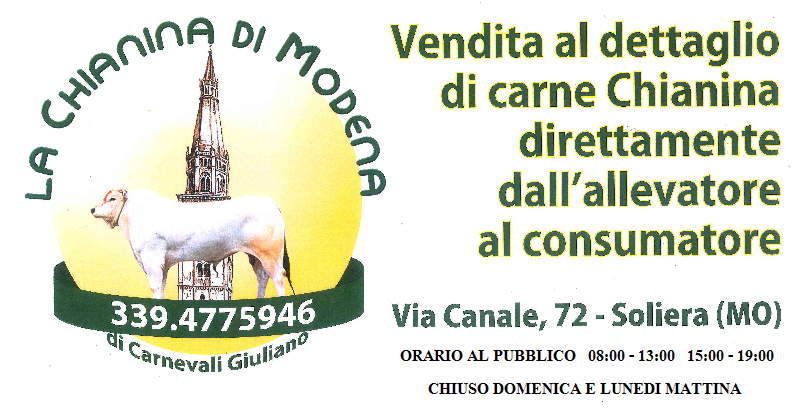 LA CHIANINA DI MODENA
339.4775946
di Carnevali Giuliano
Vendita al dettaglio
di carne Chianina
direttamente
dall'allevatore
al consumatore
Via Canale, 72 - Soliera (MO)
ORARIO AL PUBBLICO 08:00 - 13:00 15:00 - 19:00
CHIUSO DOMENICA E LUNEDI MATTINA